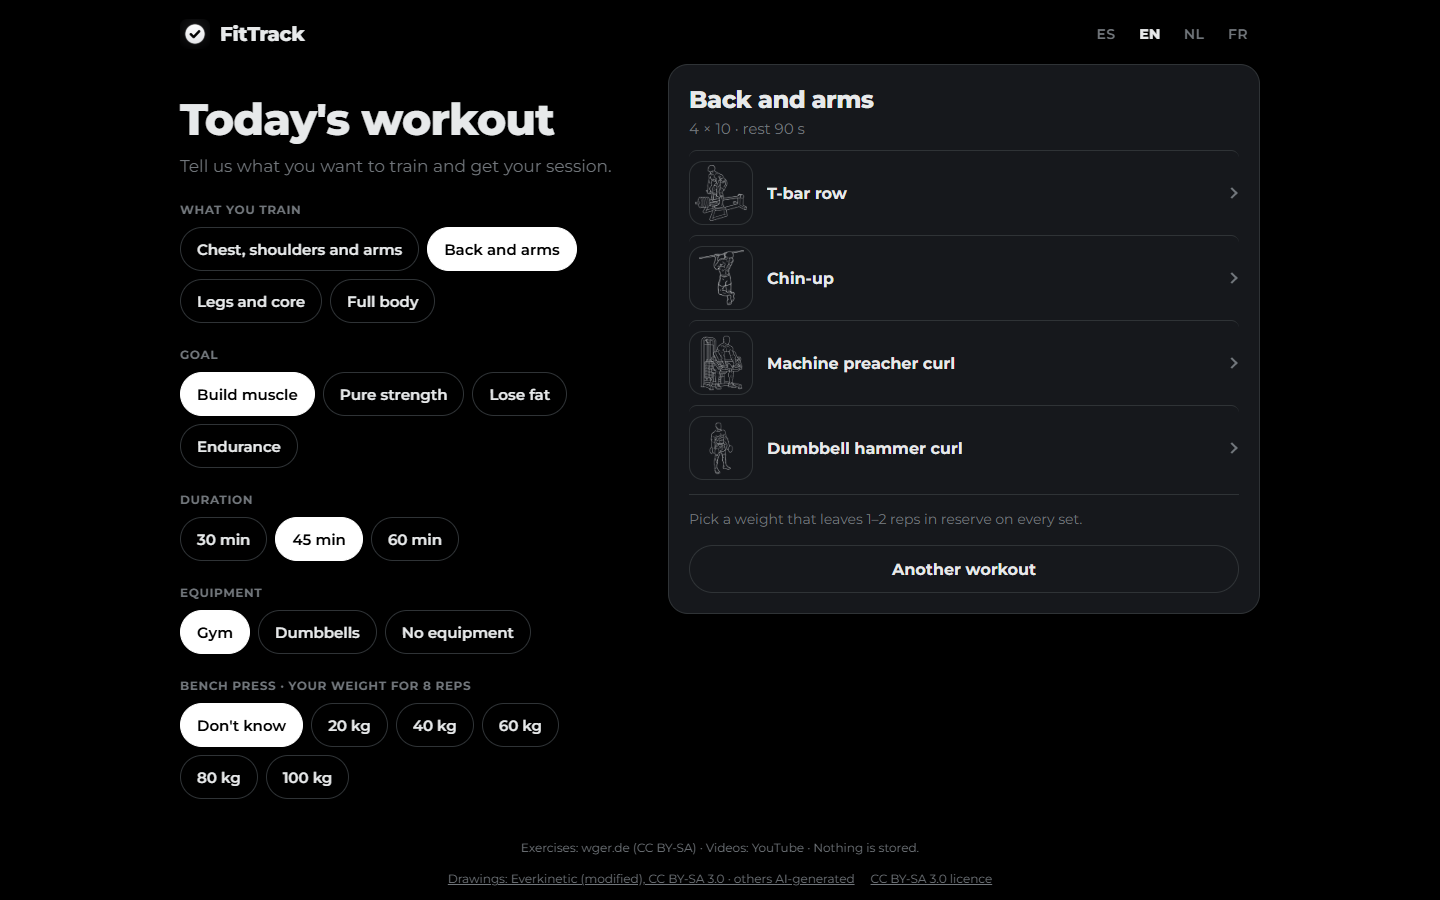 FitTrack
ES EN NL FR
Today's workout
Tell us what you want to train and get your session.
WHAT YOU TRAIN
Chest, shoulders and arms Back and arms
Legs and core Full body
GOAL
Build muscle Pure strength Lose fat
Endurance
DURATION
30 min 45 min 60 min
EQUIPMENT
Gym Dumbbells No equipment
BENCH PRESS · YOUR WEIGHT FOR 8 REPS
Don't know 20 kg 40 kg 60 kg
80 kg 100 kg
Back and arms
4 × 10 · rest 90 s
T-bar row
Chin-up
Machine preacher curl
Dumbbell hammer curl
Pick a weight that leaves 1–2 reps in reserve on every set.
Another workout
Exercises: wger.de (CC BY-SA) · Videos: YouTube · Nothing is stored.
Drawings: Everkinetic (modified), CC BY-SA 3.0 · others AI-generated CC BY-SA 3.0 licence